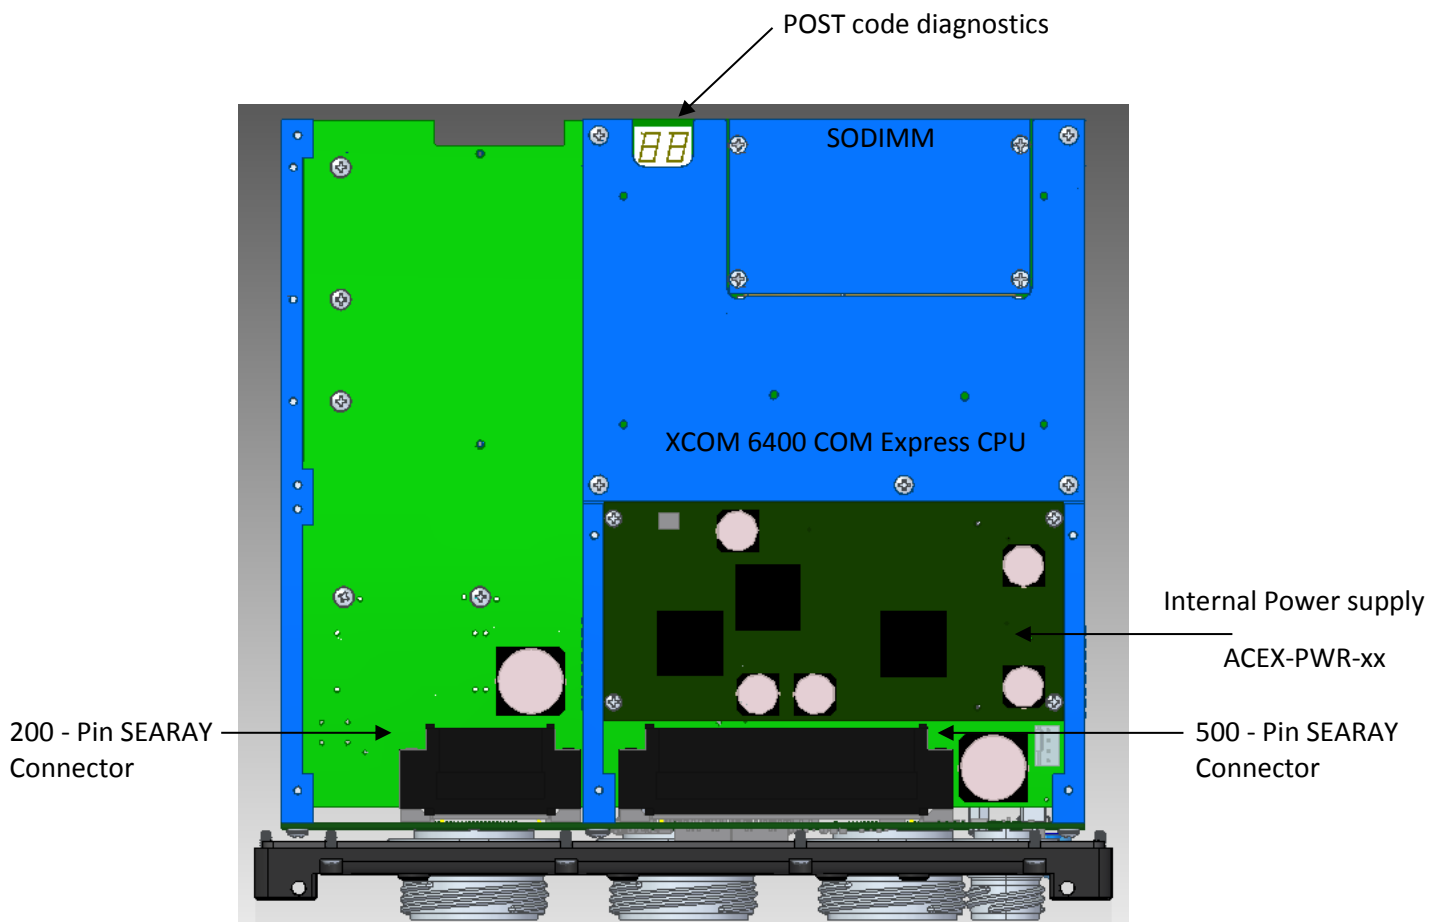 POST code diagnostics
SODIMM
XCOM 6400 COM Express CPU
Internal Power supply
ACEX-PWR-xx
200 - Pin SEARAY
Connector
500 - Pin SEARAY
Connector